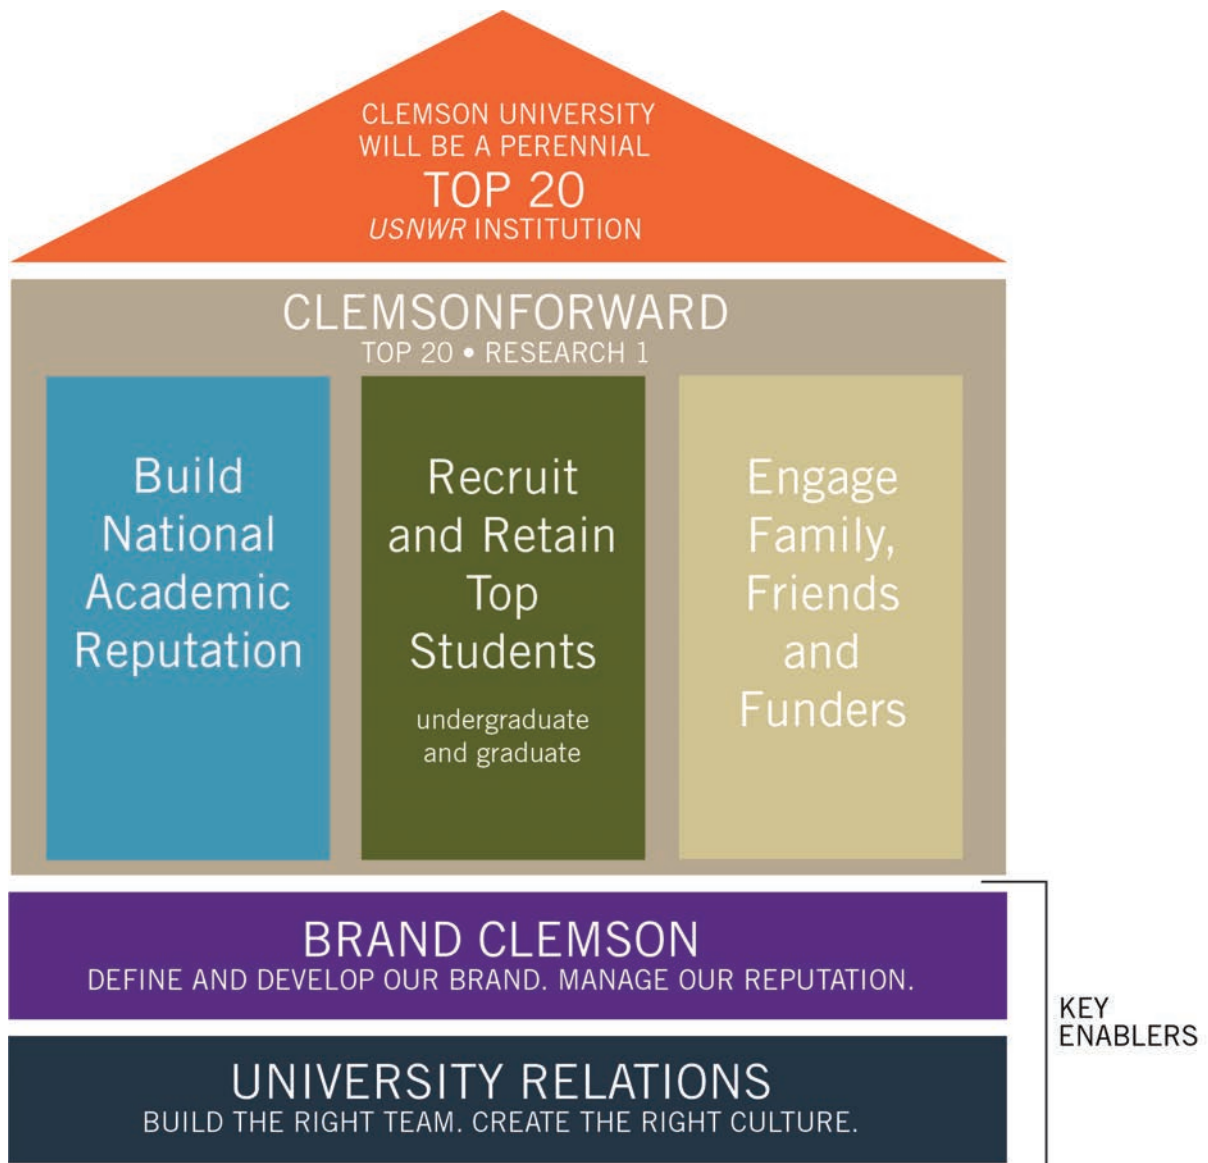 CLEMSON UNIVERSITY
WILL BE A PERENNIAL
TOP 20
USNWR INSTITUTION
CLEMSONFORWARD
TOP 20 • RESEARCH 1
Build
National
Academic
Reputation
Recruit
and Retain
Top
Students
undergraduate
and graduate
Engage
Family,
Friends
and
Funders
BRAND CLEMSON
DEFINE AND DEVELOP OUR BRAND. MANAGE OUR REPUTATION.
UNIVERSITY RELATIONS
BUILD THE RIGHT TEAM. CREATE THE RIGHT CULTURE.
KEY
ENABLERS